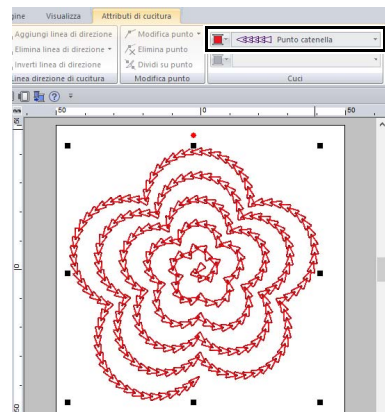 gine Visualizza Attributi di cucitura
Aggiungi linea di direzione
Elimina linea di direzione
Inverti linea di direzione
Linea direzione di cucitura
Modifica punto
Elimina punto
Dividi su punto
Modifica punto
Punto catenella
Cuci
50 0 50
0
50